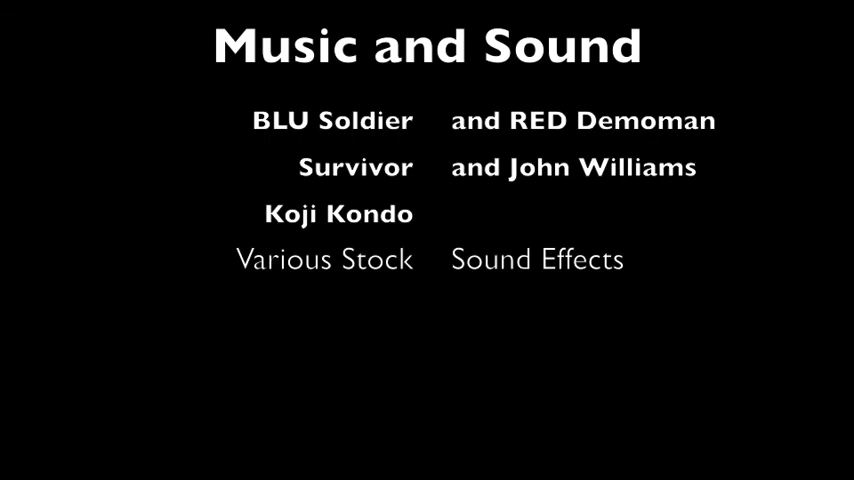 Music and Sound
BLU Soldier and RED Demoman
Survivor and John Williams
Koji Kondo
Various Stock Sound Effects